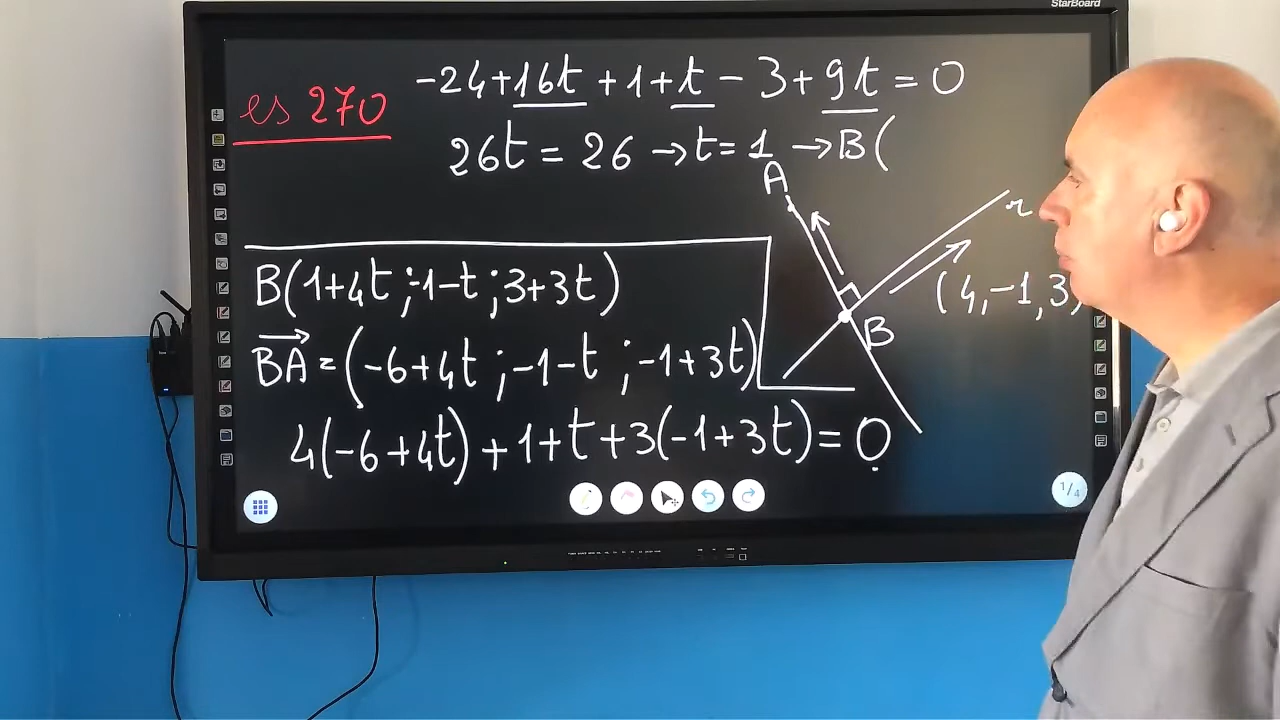 StarBoard
es 270
-24+16t+1+t-3+9t=0
26t=26→t=1→B(
A
r
B(1+4t;-1-t;3+3t)
(4,-1,3)
B
BA=(-6+4t;-1-t;-1+3t)
4(-6+4t)+1+t+3(-1+3t)=0
1/4